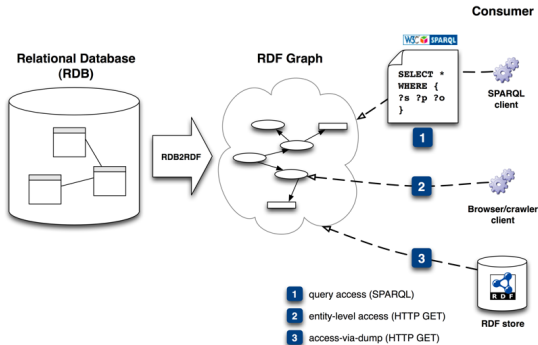 Consumer
Relational Database
(RDB)
RDF Graph
W3C SPARQL
SELECT *
WHERE {
?s ?p ?o
}
SPARQL
client
1
RDB2RDF
2
Browser/crawler
client
3
RDF
RDF store
1 query access (SPARQL)
2 entity-level access (HTTP GET)
3 access-via-dump (HTTP GET)